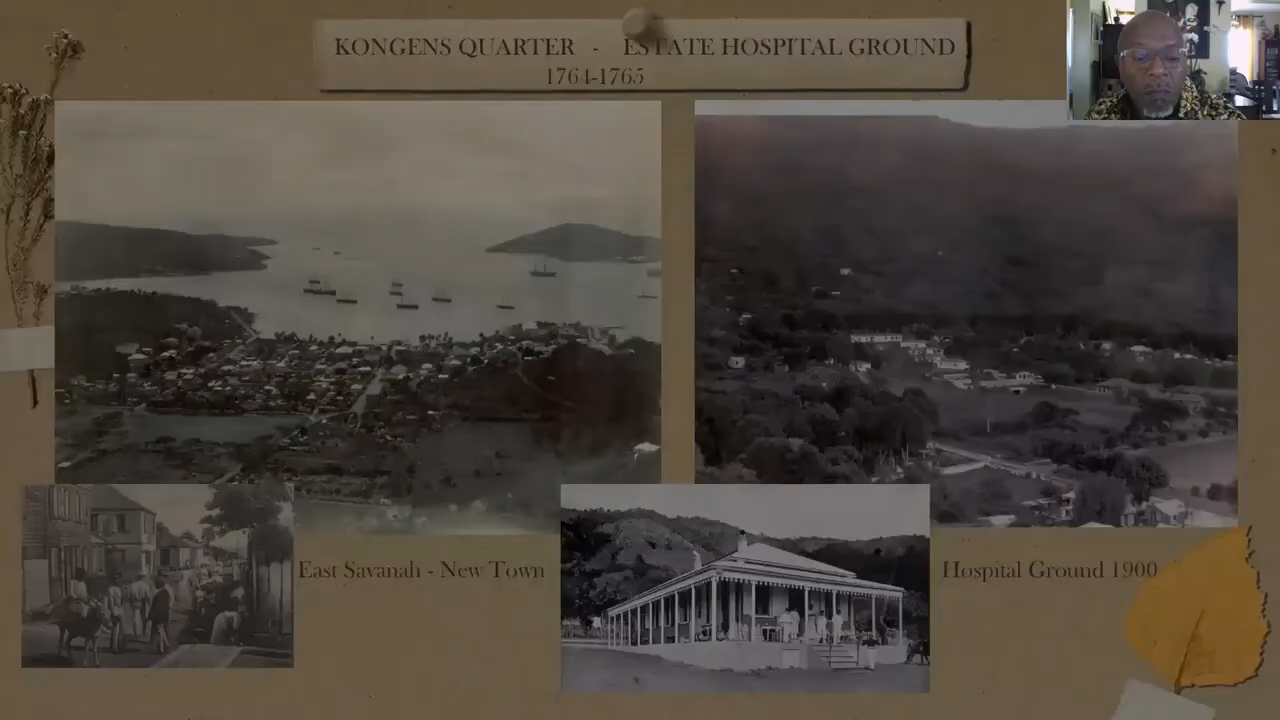 KONGENS QUARTER - ESTATE HOSPITAL GROUND
1764-1765
East Savanah - New Town
Hospital Ground 1900